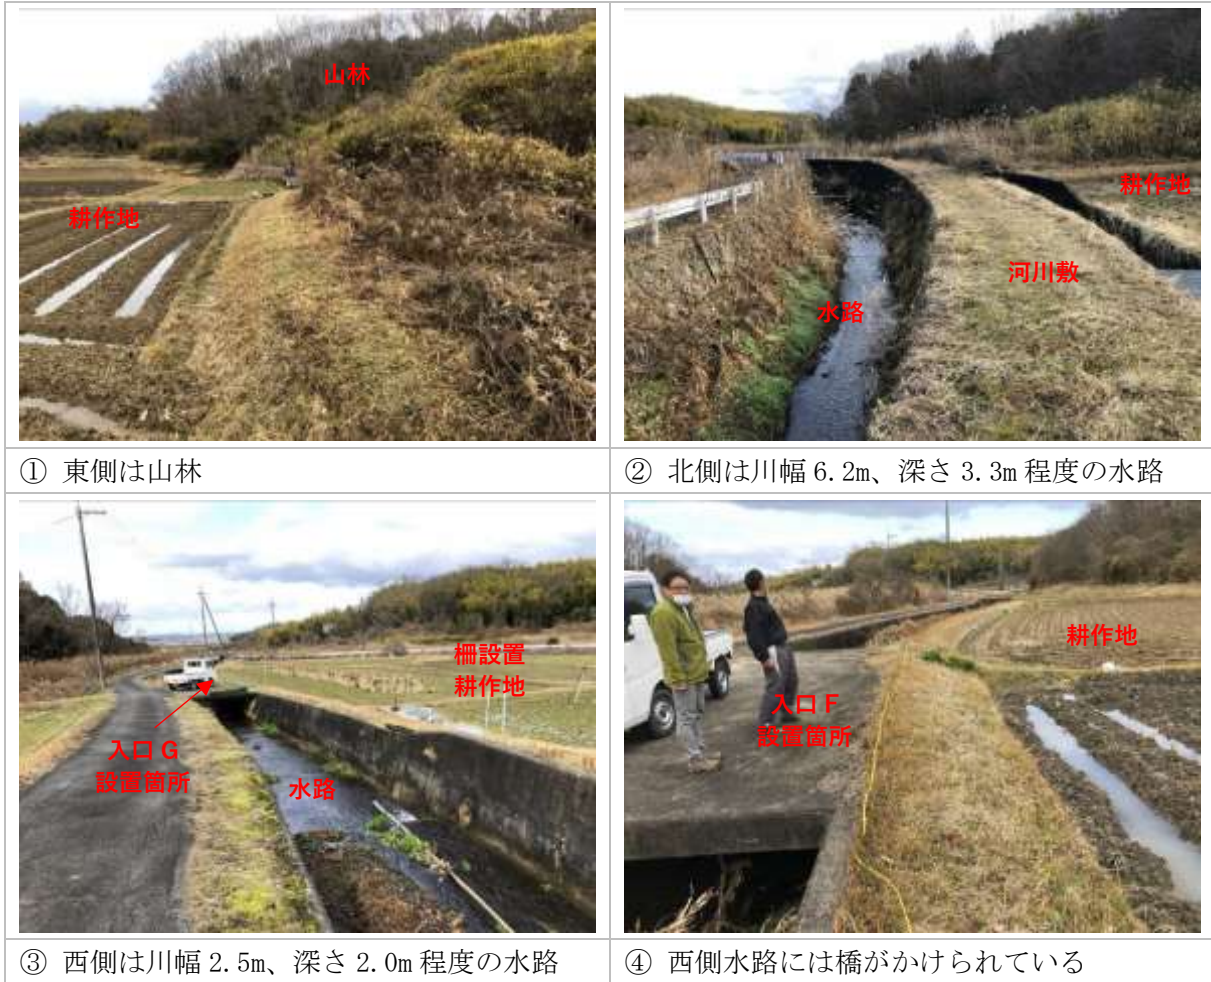 山林
耕作地
① 東側は山林
耕作地
河川敷
水路
② 北側は川幅 6.2m、深さ 3.3m 程度の水路
柵設置
耕作地
入口 G
設置箇所
水路
③ 西側は川幅 2.5m、深さ 2.0m 程度の水路
耕作地
入口 F
設置箇所
④ 西側水路には橋がかけられている